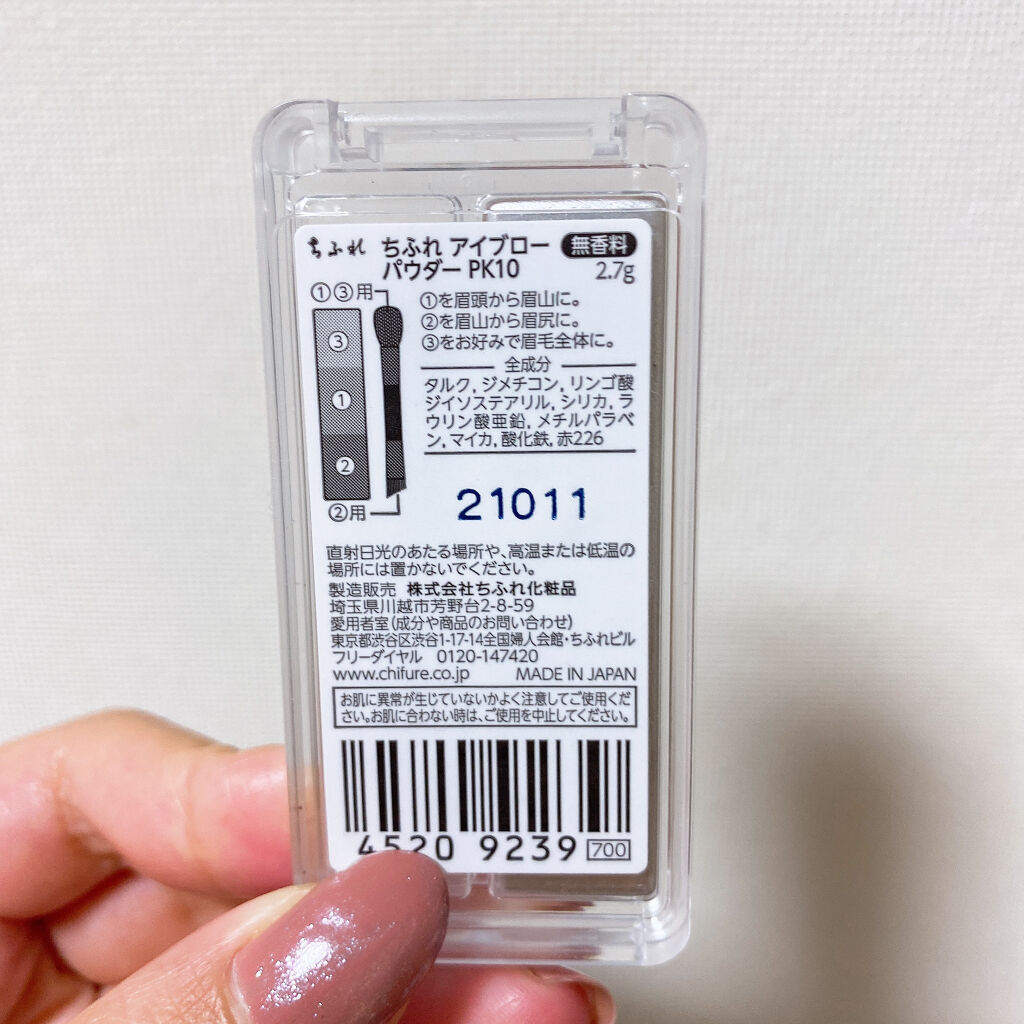 ちふれ ちふれ アイブロー 無香料
パウダー PK10 2.7g
①③用
①を眉頭から眉山に。
②を眉山から眉尻に。
③をお好みで眉毛全体に。
③
①
②
②用
全成分
タルク, ジメチコン, リンゴ酸
ジイソステアリル, シリカ, ラ
ウリン酸亜鉛, メチルパラベ
ン, マイカ, 酸化鉄, 赤226
21011
直射日光のあたる場所や、高温または低温の
場所には置かないでください。
製造販売 株式会社ちふれ化粧品
埼玉県川越市芳野台2-8-59
愛用者室(成分や商品のお問い合わせ)
東京都渋谷区渋谷1-17-14全国婦人会館・ちふれビル
フリーダイヤル 0120-147420
www.chifure.co.jp MADE IN JAPAN
お肌に異常が生じていないかよく注意してご使用くだ
さい。お肌に合わない時は、ご使用を中止してください。
4520 9239 700